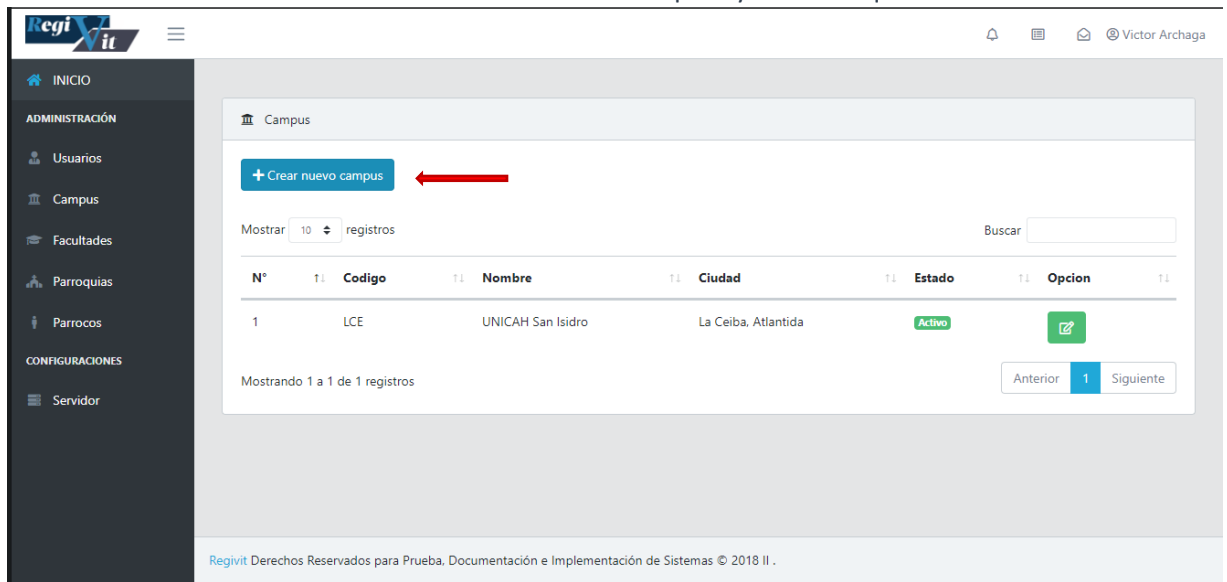 Regi Vit
Victor Archaga
INICIO
ADMINISTRACIÓN
Usuarios
Campus
Facultades
Parroquias
Parrocos
CONFIGURACIONES
Servidor
Campus
+ Crear nuevo campus
Mostrar 10 registros
Buscar
N° Codigo Nombre Ciudad Estado Opcion
1 LCE UNICAH San Isidro La Ceiba, Atlantida Activo
Mostrando 1 a 1 de 1 registros
Anterior 1 Siguiente
Regivit Derechos Reservados para Prueba, Documentación e Implementación de Sistemas © 2018 II .